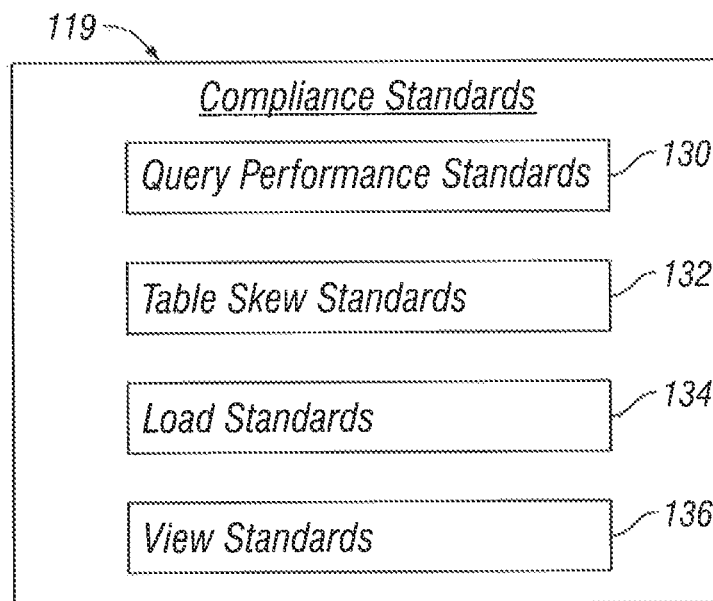 119
Compliance Standards
Query Performance Standards
130
Table Skew Standards
132
Load Standards
134
View Standards
136